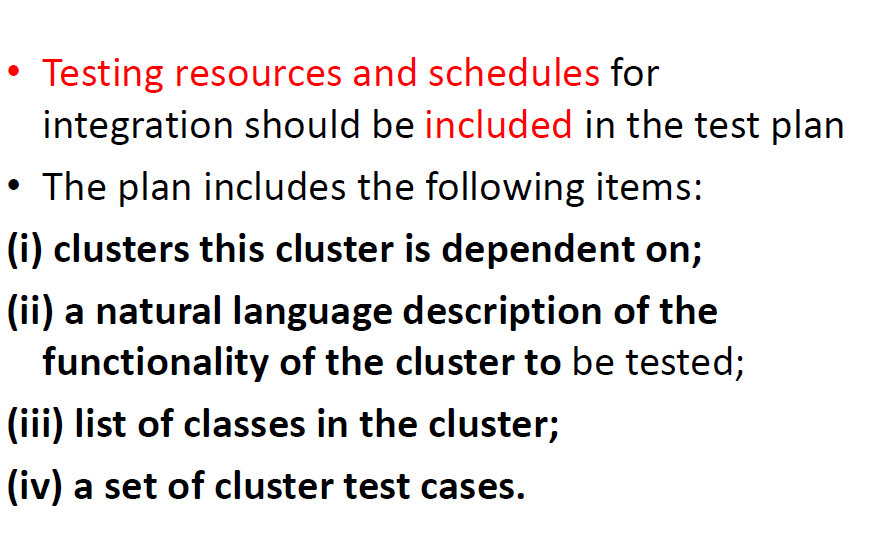 • Testing resources and schedules for
integration should be included in the test plan
• The plan includes the following items:
(i) clusters this cluster is dependent on;
(ii) a natural language description of the
functionality of the cluster to be tested;
(iii) list of classes in the cluster;
(iv) a set of cluster test cases.